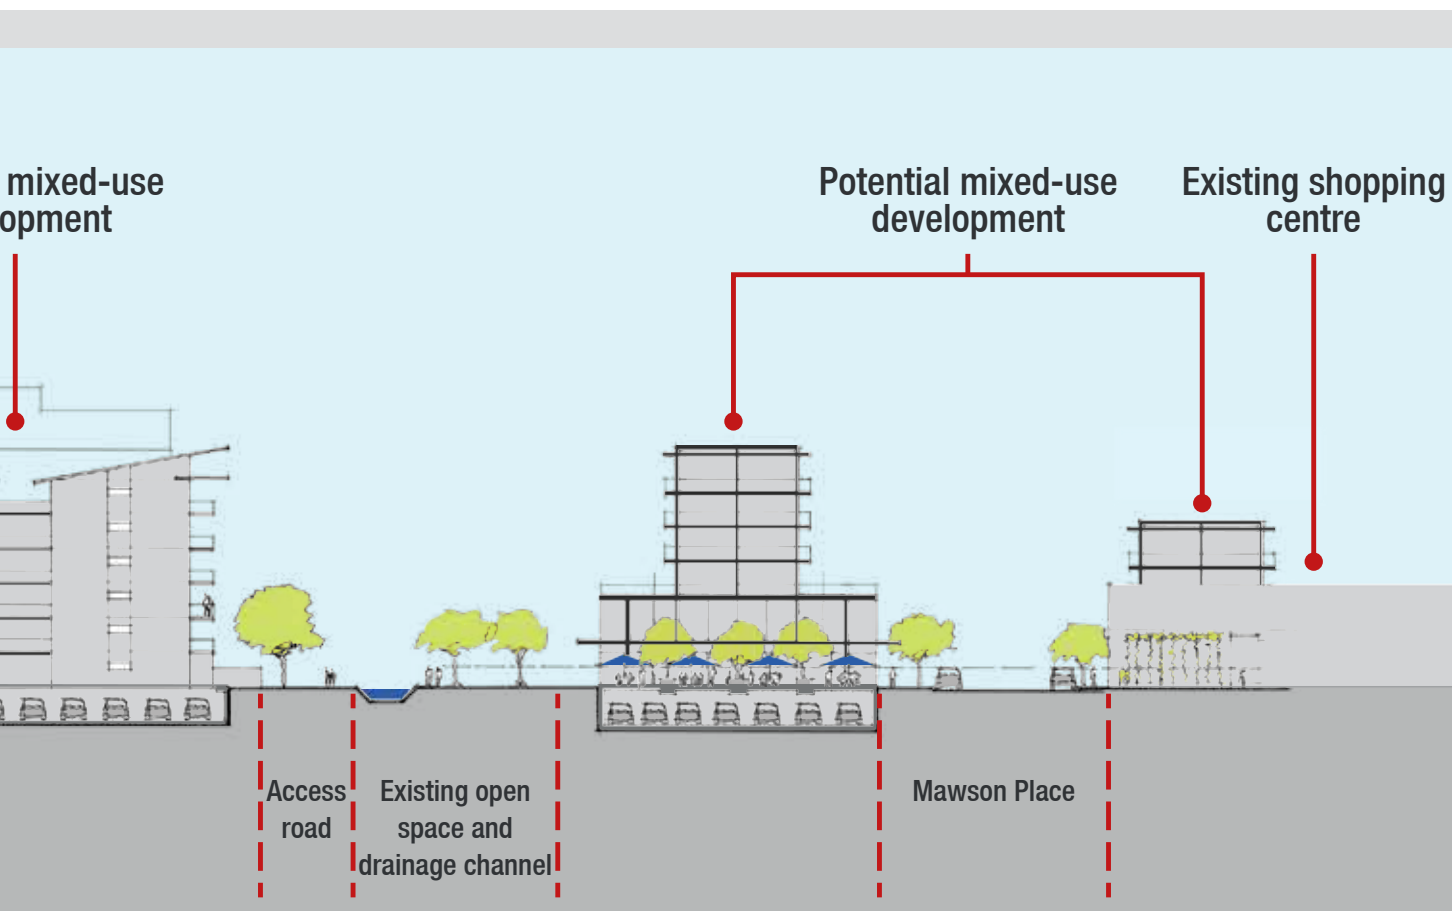 mixed-use
opment
Potential mixed-use
development
Existing shopping
centre
Access
road
Existing open
space and
drainage channel
Mawson Place